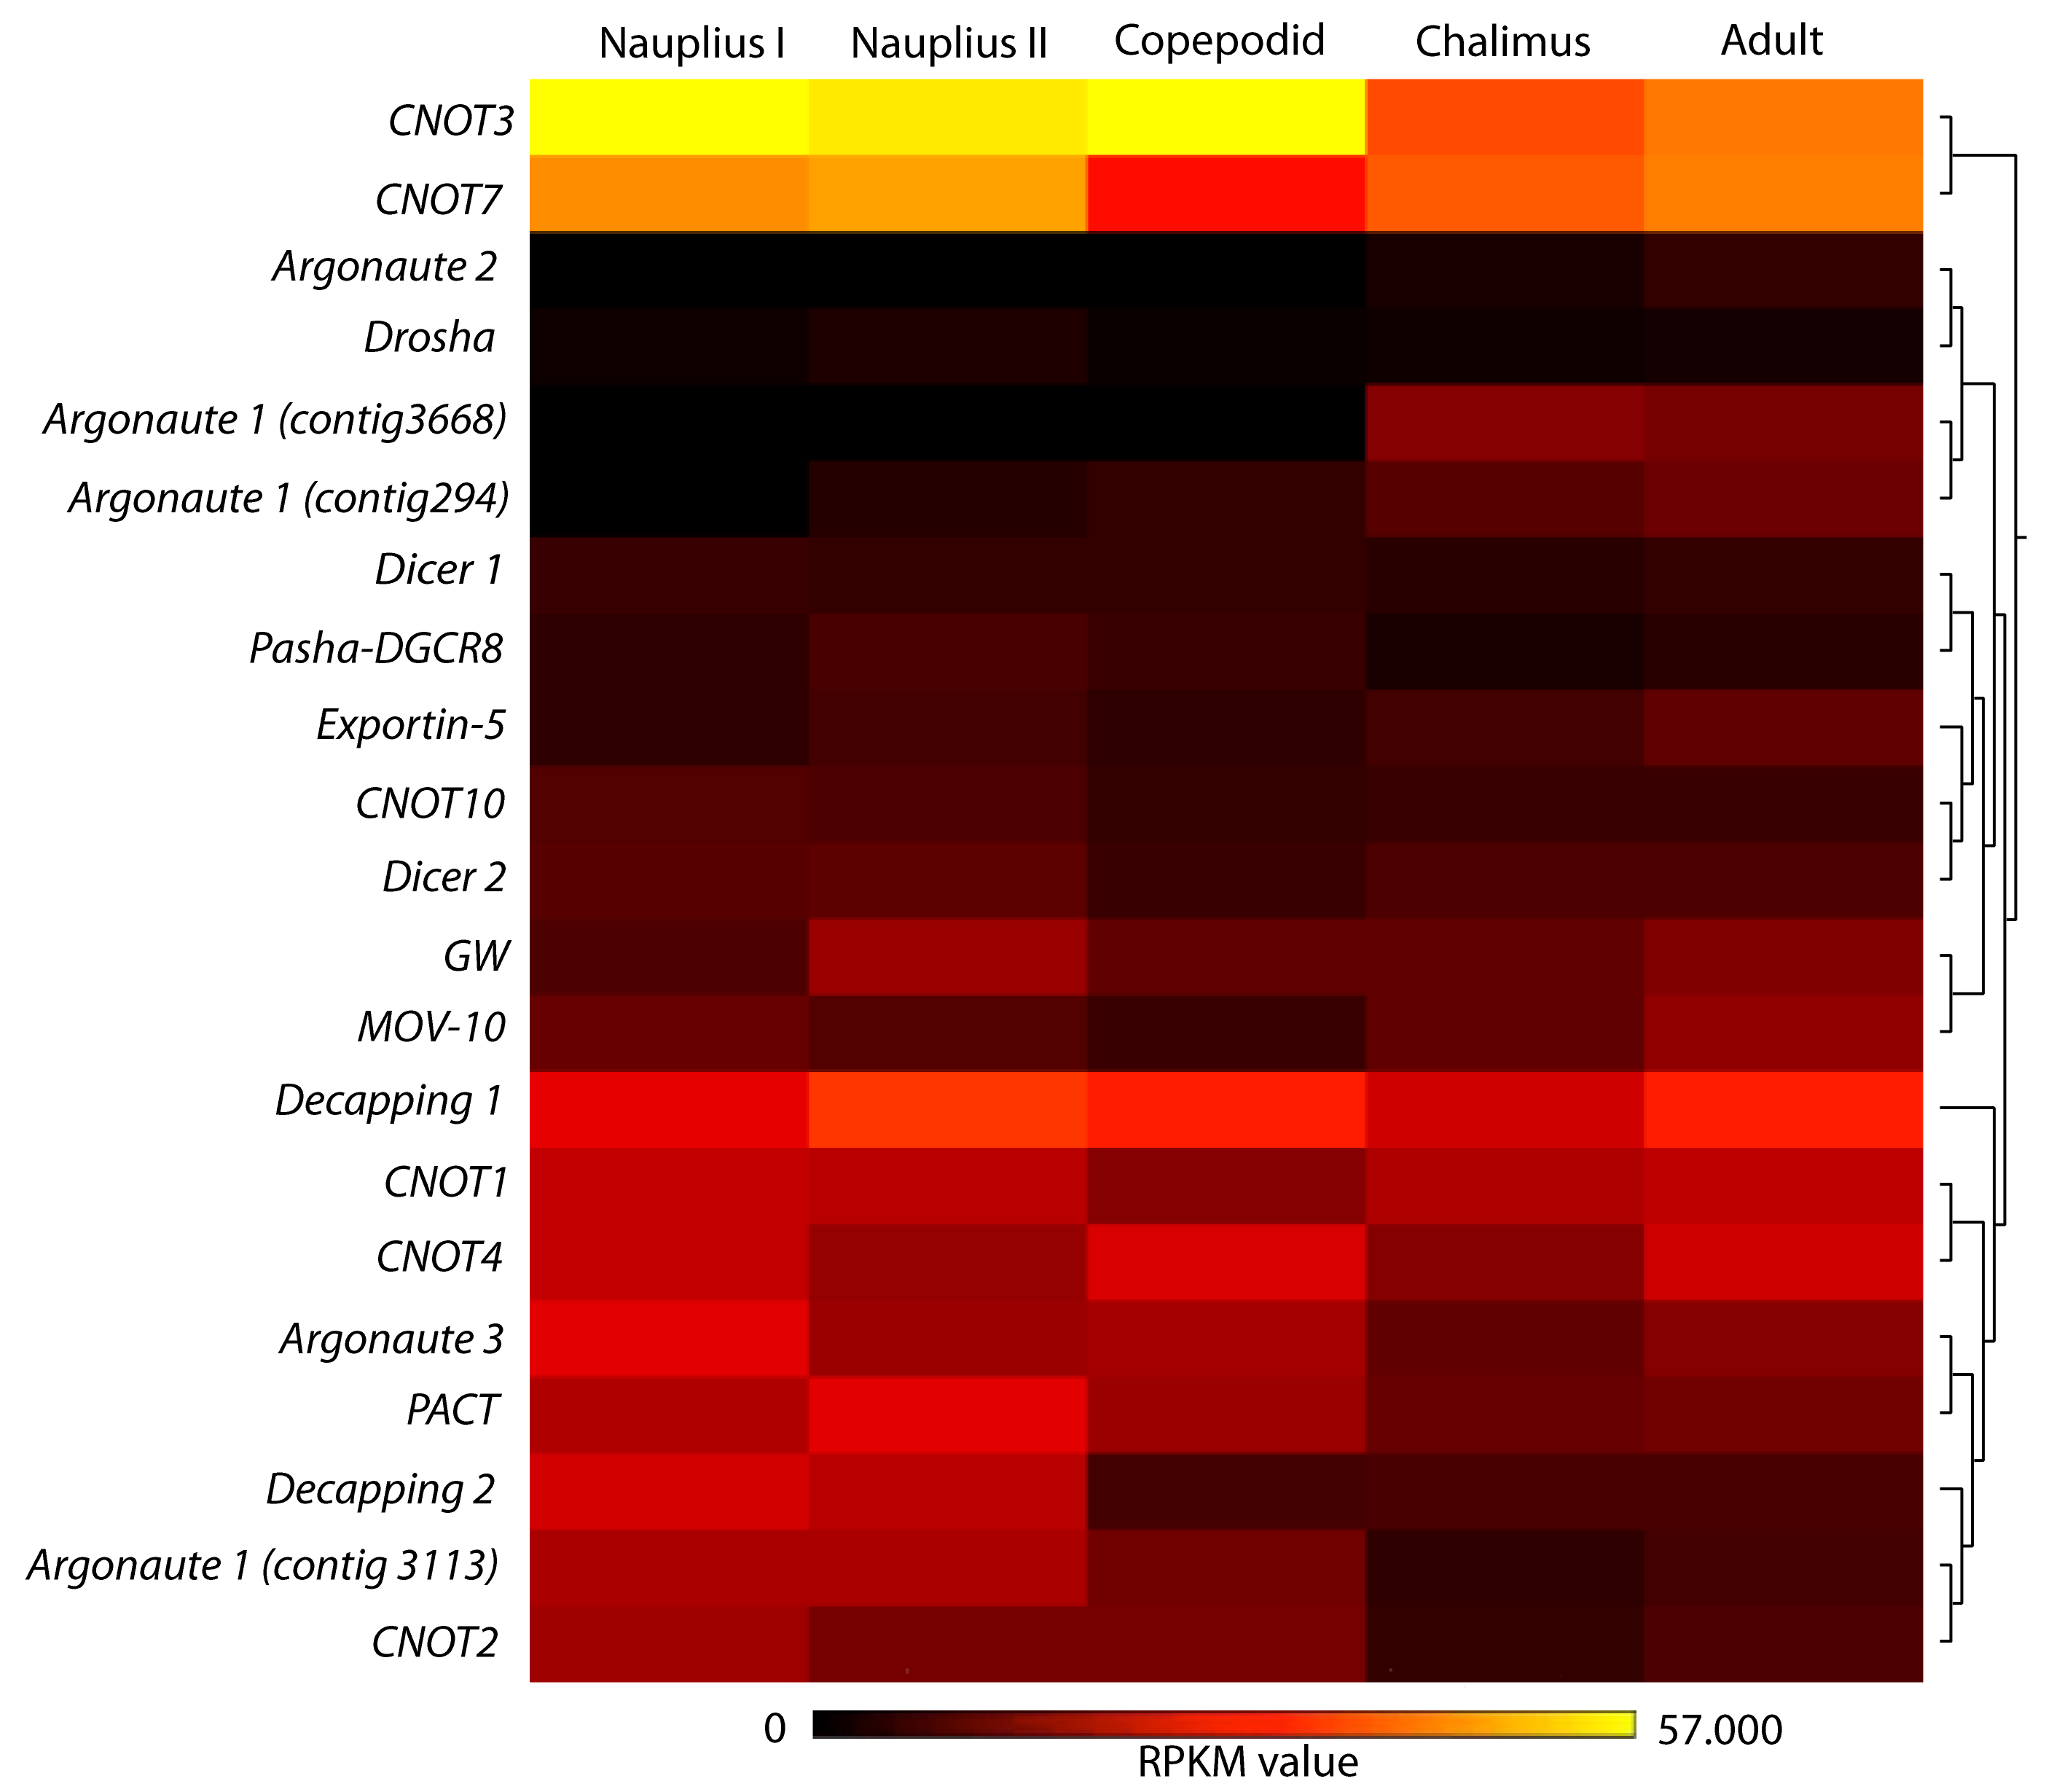 Nauplius I Nauplius II Copepodid Chalimus Adult
CNOT3
CNOT7
Argonaute 2
Drosha
Argonaute 1 (contig3668)
Argonaute 1 (contig294)
Dicer 1
Pasha-DGCR8
Exportin-5
CNOT10
Dicer 2
GW
MOV-10
Decapping 1
CNOT1
CNOT4
Argonaute 3
PACT
Decapping 2
Argonaute 1 (contig 3113)
CNOT2
0 57.000
RPKM value